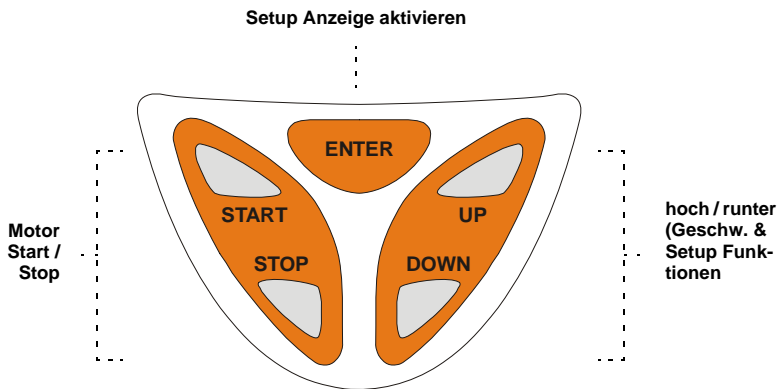 Setup Anzeige aktivieren
ENTER
START
UP
STOP
DOWN
Motor
Start /
Stop
hoch / runter
(Geschw. &
Setup Funk-
tionen